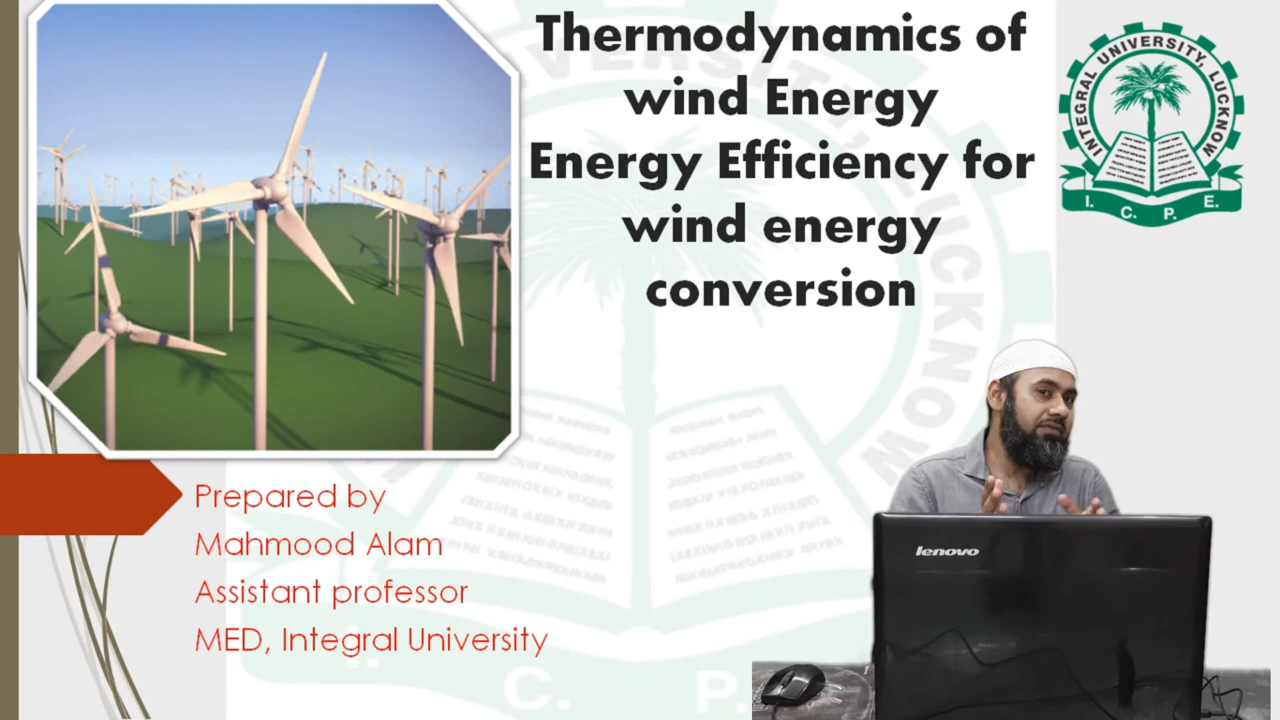 Thermodynamics of
wind Energy
Energy Efficiency for
wind energy
conversion
INTEGRAL UNIVERSITY, LUCKNOW
I. C. P. E.
Prepared by
Mahmood Alam
Assistant professor
MED, Integral University
lenovo